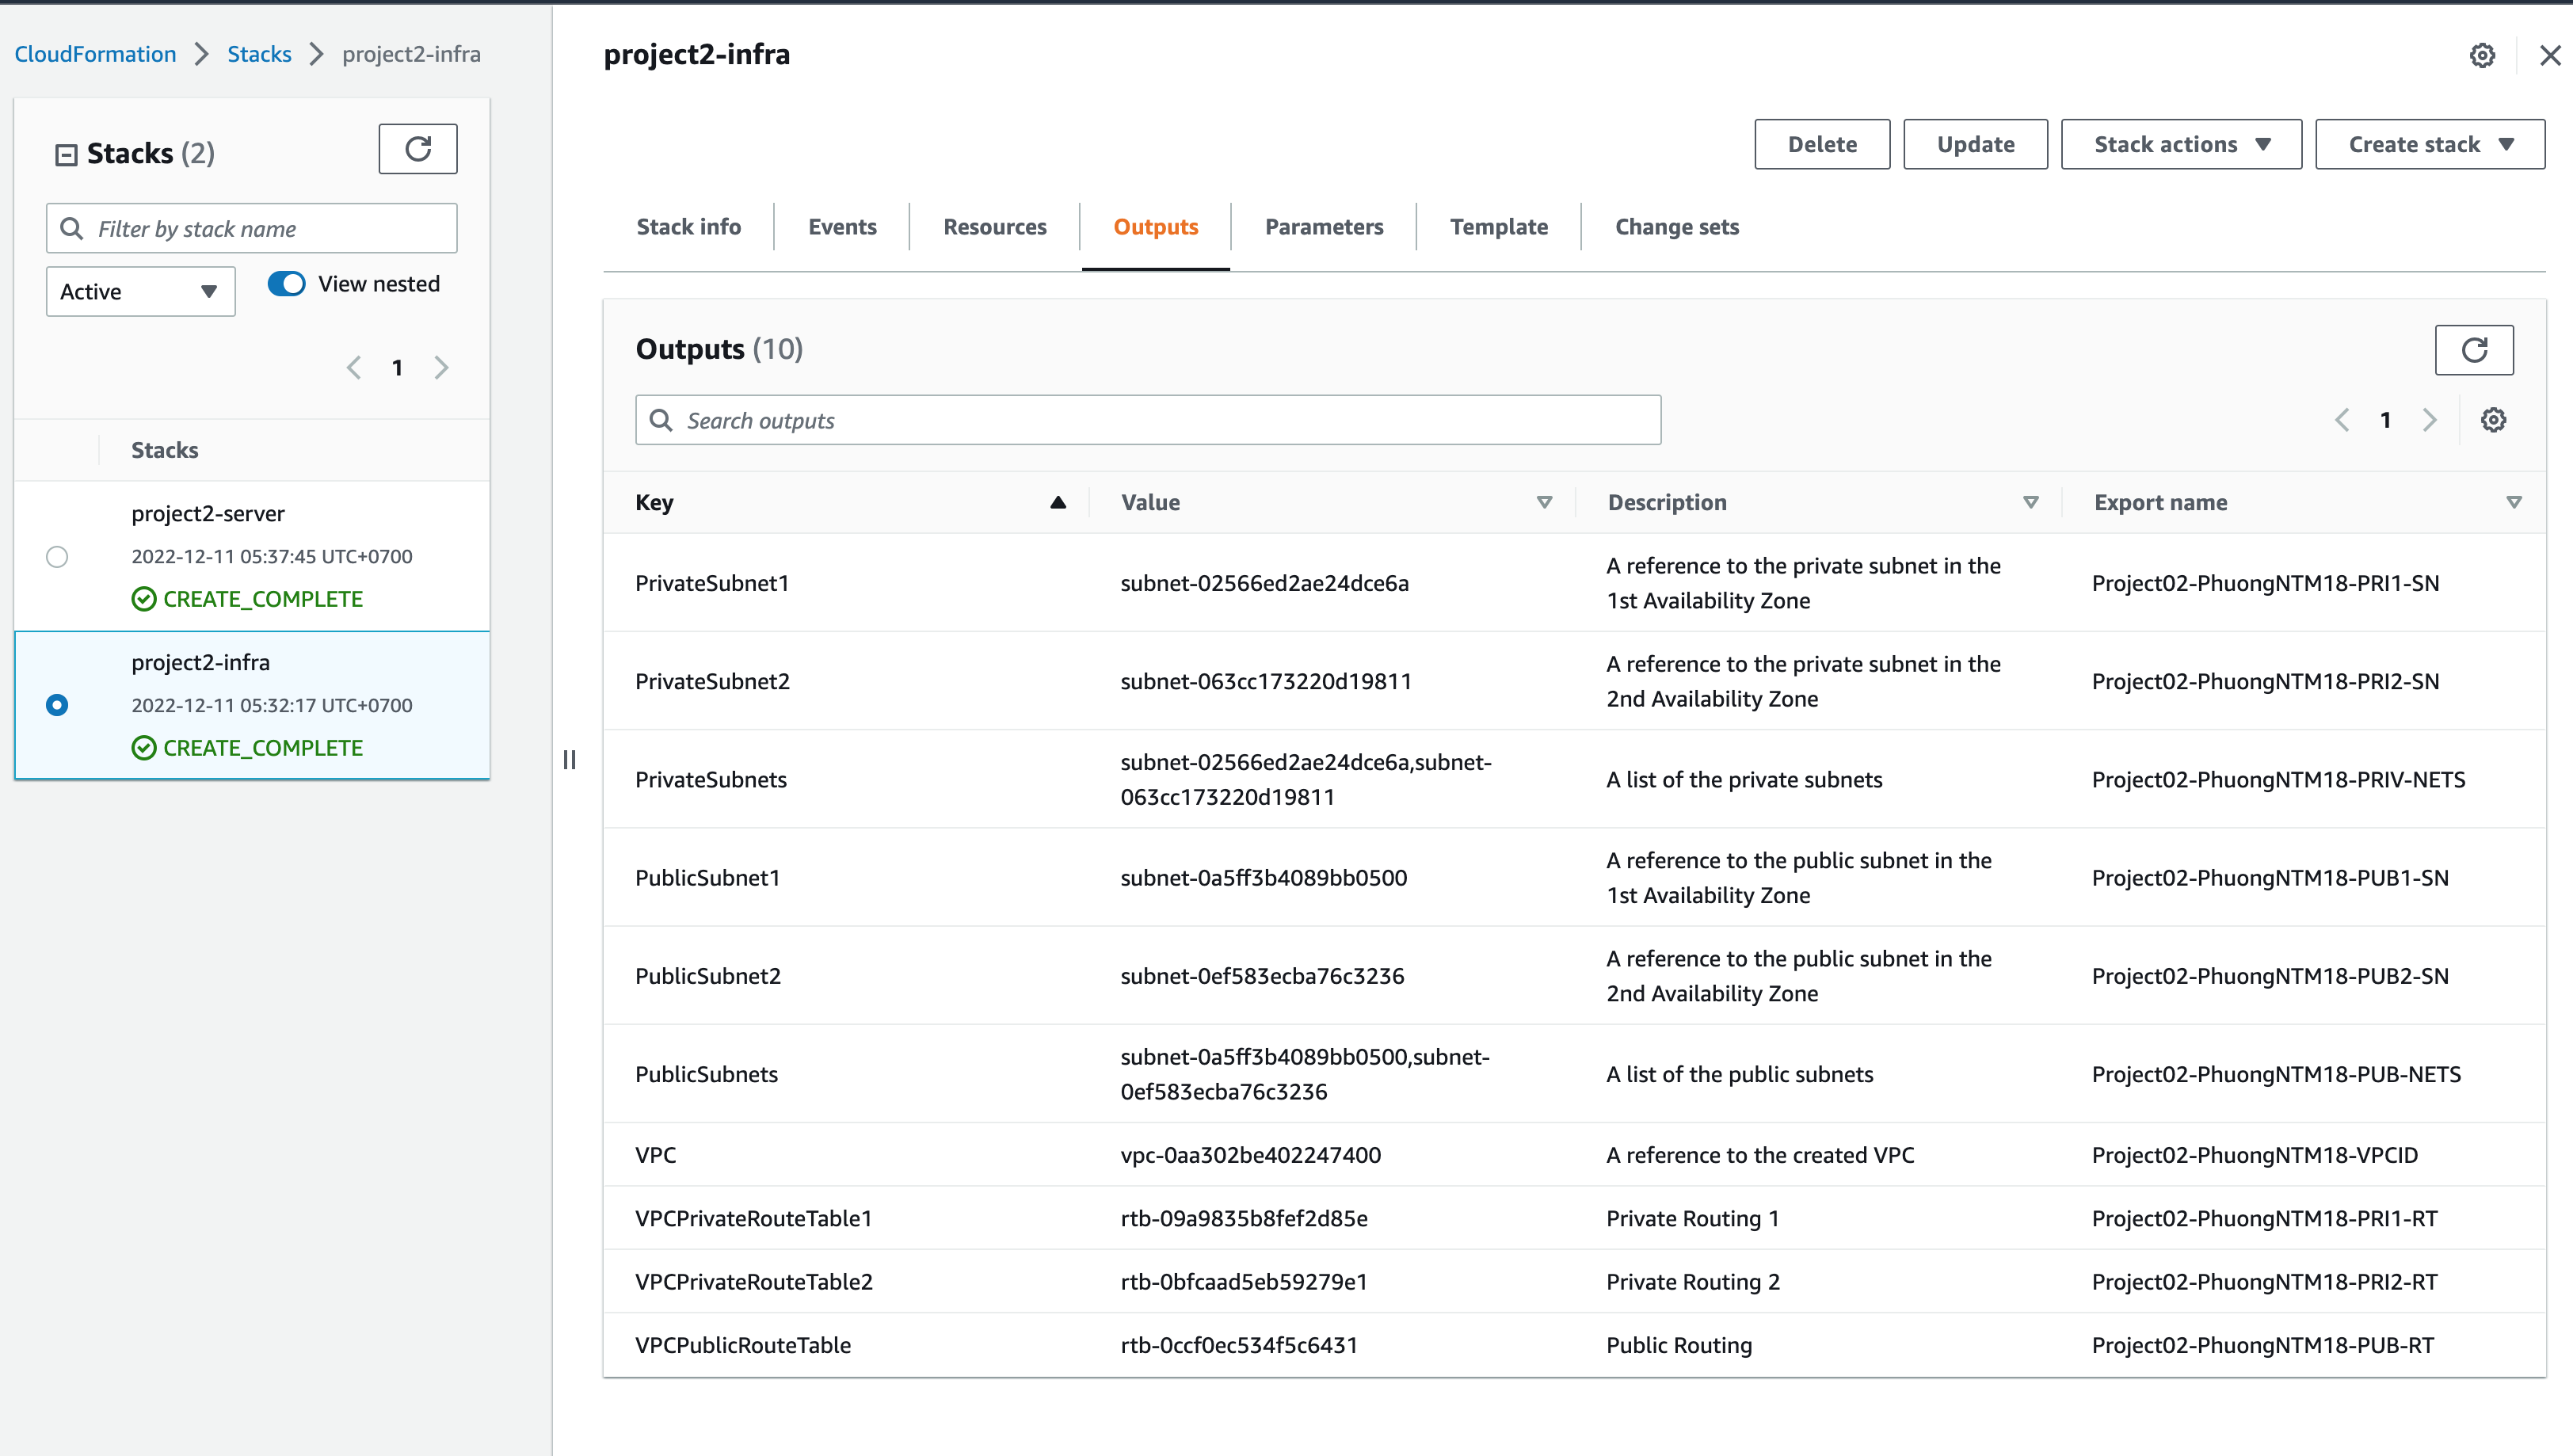 CloudFormation > Stacks > project2-infra
Stacks (2)
Filter by stack name
Active
View nested
1
Stacks
project2-server
2022-12-11 05:37:45 UTC+0700
CREATE_COMPLETE
project2-infra
2022-12-11 05:32:17 UTC+0700
CREATE_COMPLETE
project2-infra
Delete Update Stack actions Create stack
Stack info Events Resources Outputs Parameters Template Change sets
Outputs (10)
Search outputs
1
Key Value Description Export name
PrivateSubnet1 subnet-02566ed2ae24dce6a A reference to the private subnet in the
1st Availability Zone Project02-PhuongNTM18-PRI1-SN
PrivateSubnet2 subnet-063cc173220d19811 A reference to the private subnet in the
2nd Availability Zone Project02-PhuongNTM18-PRI2-SN
PrivateSubnets subnet-02566ed2ae24dce6a,subnet-
063cc173220d19811 A list of the private subnets Project02-PhuongNTM18-PRIV-NETS
PublicSubnet1 subnet-0a5ff3b4089bb0500 A reference to the public subnet in the
1st Availability Zone Project02-PhuongNTM18-PUB1-SN
PublicSubnet2 subnet-0ef583ecba76c3236 A reference to the public subnet in the
2nd Availability Zone Project02-PhuongNTM18-PUB2-SN
PublicSubnets subnet-0a5ff3b4089bb0500,subnet-
0ef583ecba76c3236 A list of the public subnets Project02-PhuongNTM18-PUB-NETS
VPC vpc-0aa302be402247400 A reference to the created VPC Project02-PhuongNTM18-VPCID
VPCPrivateRouteTable1 rtb-09a9835b8fef2d85e Private Routing 1 Project02-PhuongNTM18-PRI1-RT
VPCPrivateRouteTable2 rtb-0bfcaad5eb59279e1 Private Routing 2 Project02-PhuongNTM18-PRI2-RT
VPCPublicRouteTable rtb-0ccf0ec534f5c6431 Public Routing Project02-PhuongNTM18-PUB-RT